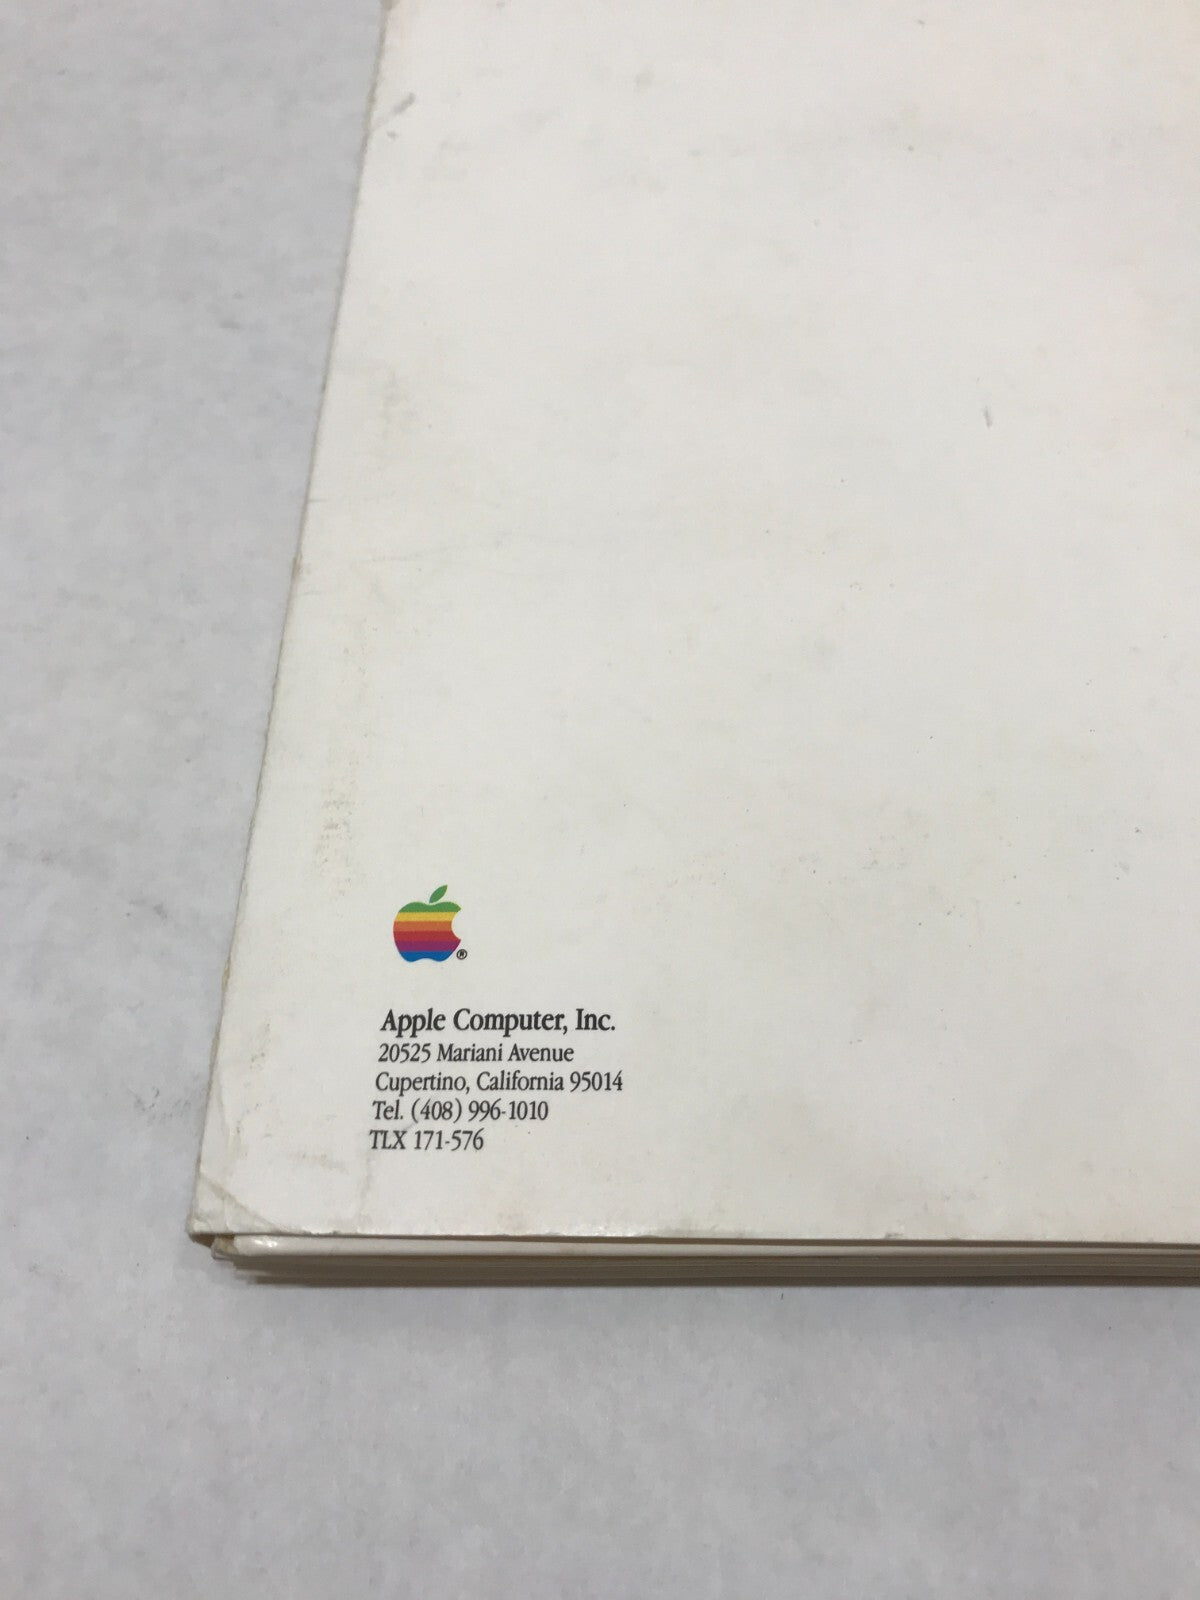 ®
Apple Computer, Inc.
20525 Mariani Avenue
Cupertino, California 95014
Tel. (408) 996-1010
TLX 171-576